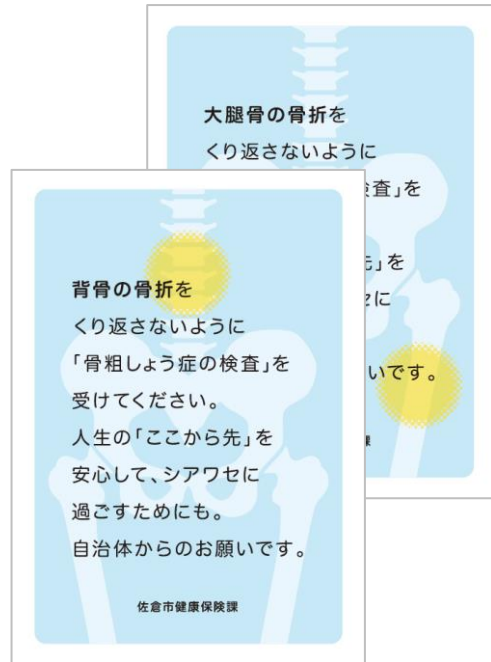 大腿骨の骨折を
くり返さないように
査」を
先」を
に
いです。
課
背骨の骨折を
くり返さないように
「骨粗しょう症の検査」を
受けてください。
人生の「ここから先」を
安心して、シアワセに
過ごすためにも。
自治体からのお願いです。
佐倉市健康保険課